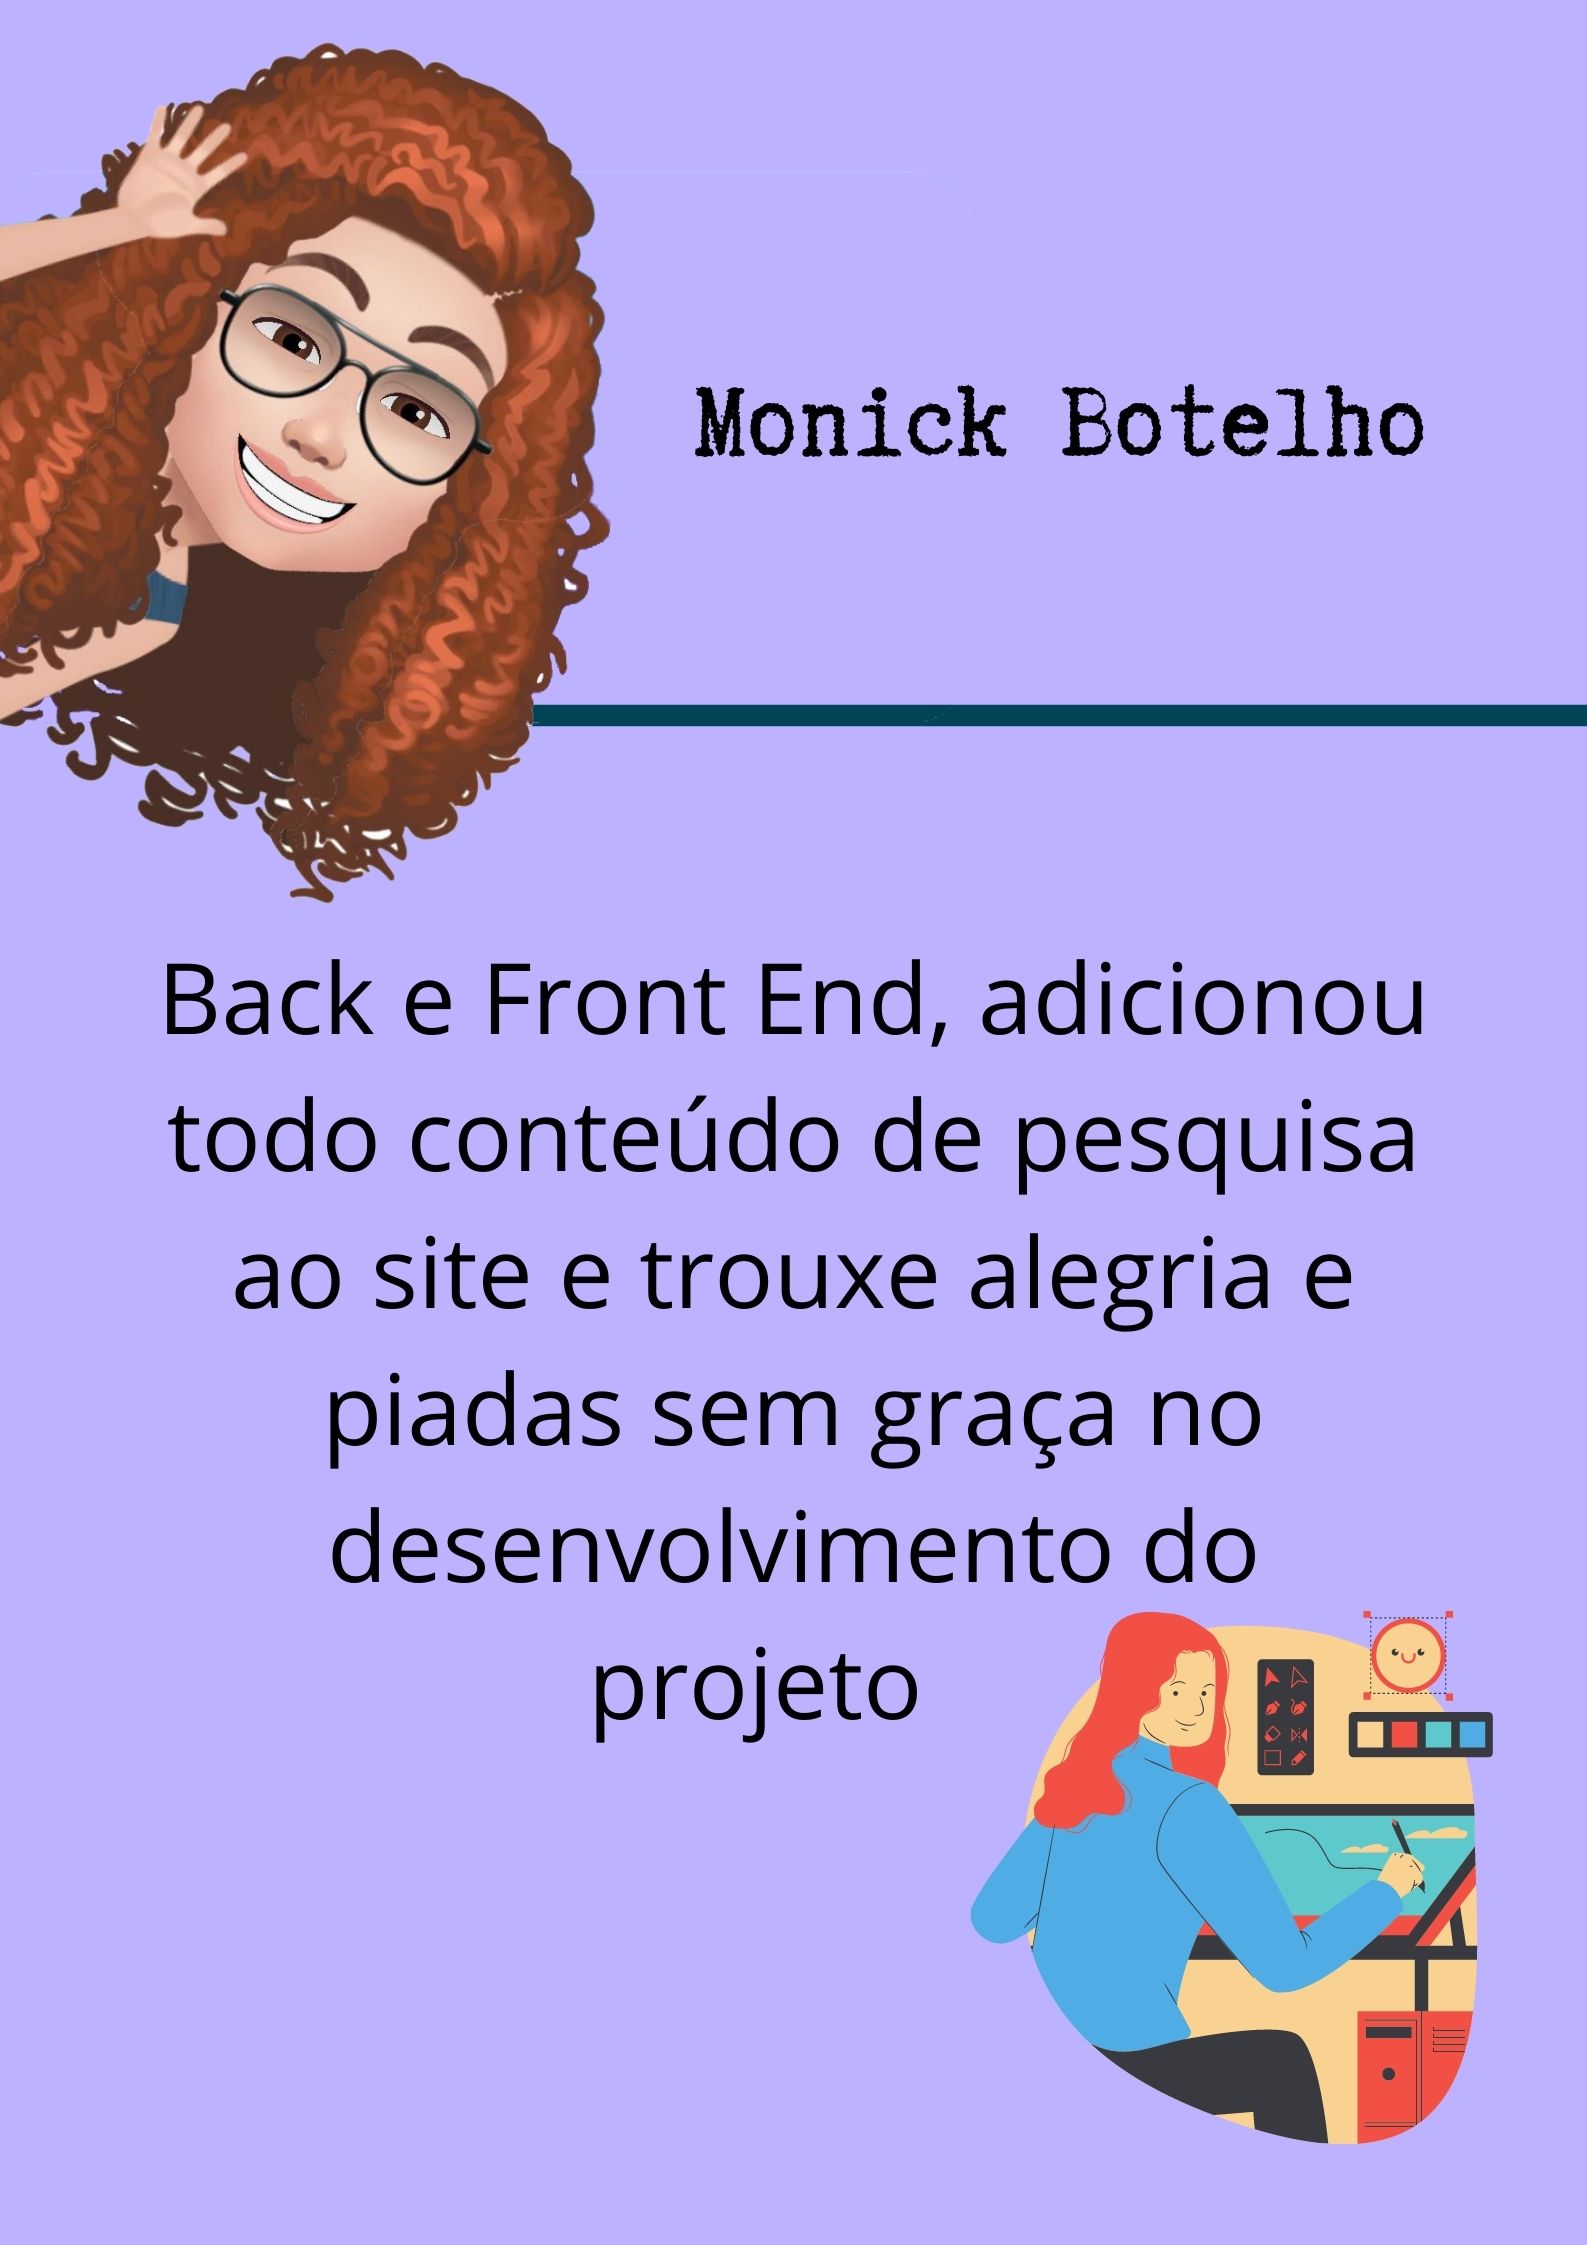 Monick Botelho
Back e Front End, adicionou
todo conteúdo de pesquisa
ao site e trouxe alegria e
piadas sem graça no
desenvolvimento do
projeto